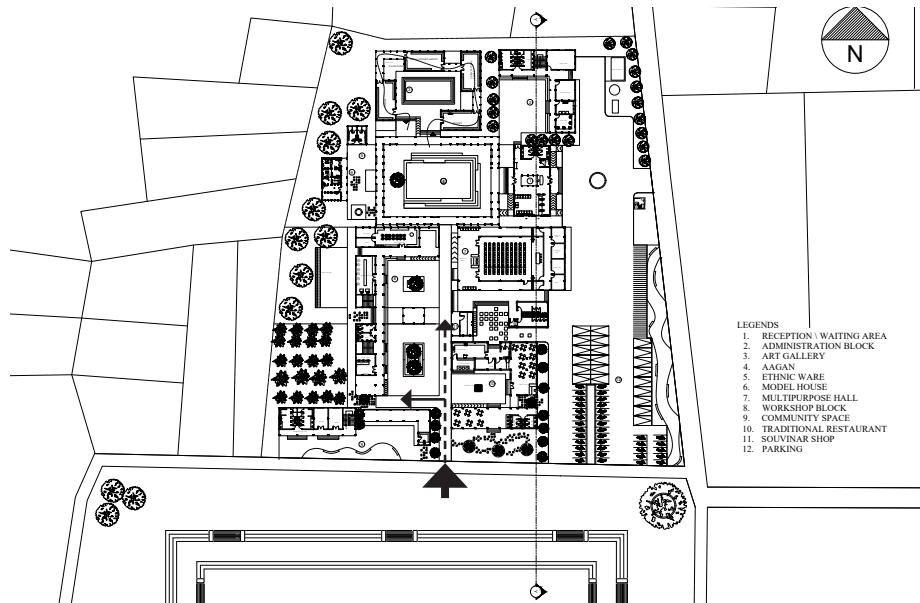 N
LEGENDS
1. RECEPTION \ WAITING AREA
2. ADMINISTRATION BLOCK
3. ART GALLERY
4. AAGAN
5. ETHNIC WARE
6. MODEL HOUSE
7. MULTIPURPOSE HALL
8. WORKSHOP BLOCK
9. COMMUNITY SPACE
10. TRADITIONAL RESTAURANT
11. SOUVINAR SHOP
12. PARKING